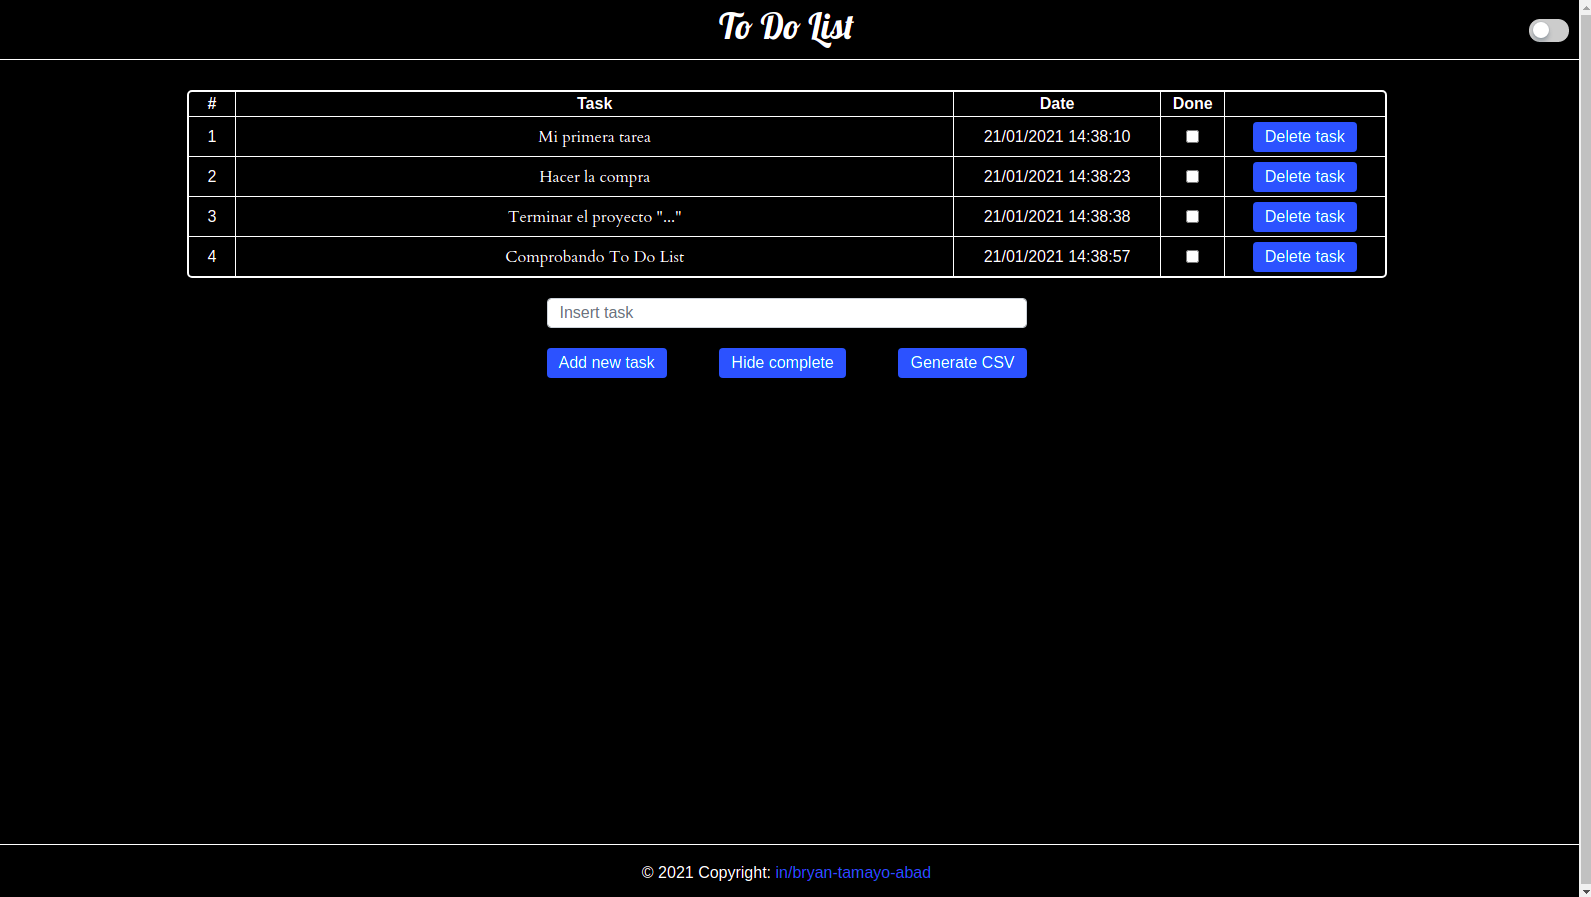 To Do List
# Task Date Done
1 Mi primera tarea 21/01/2021 14:38:10 Delete task
2 Hacer la compra 21/01/2021 14:38:23 Delete task
3 Terminar el proyecto "..." 21/01/2021 14:38:38 Delete task
4 Comprobando To Do List 21/01/2021 14:38:57 Delete task
Insert task
Add new task Hide complete Generate CSV
© 2021 Copyright: in/bryan-tamayo-abad